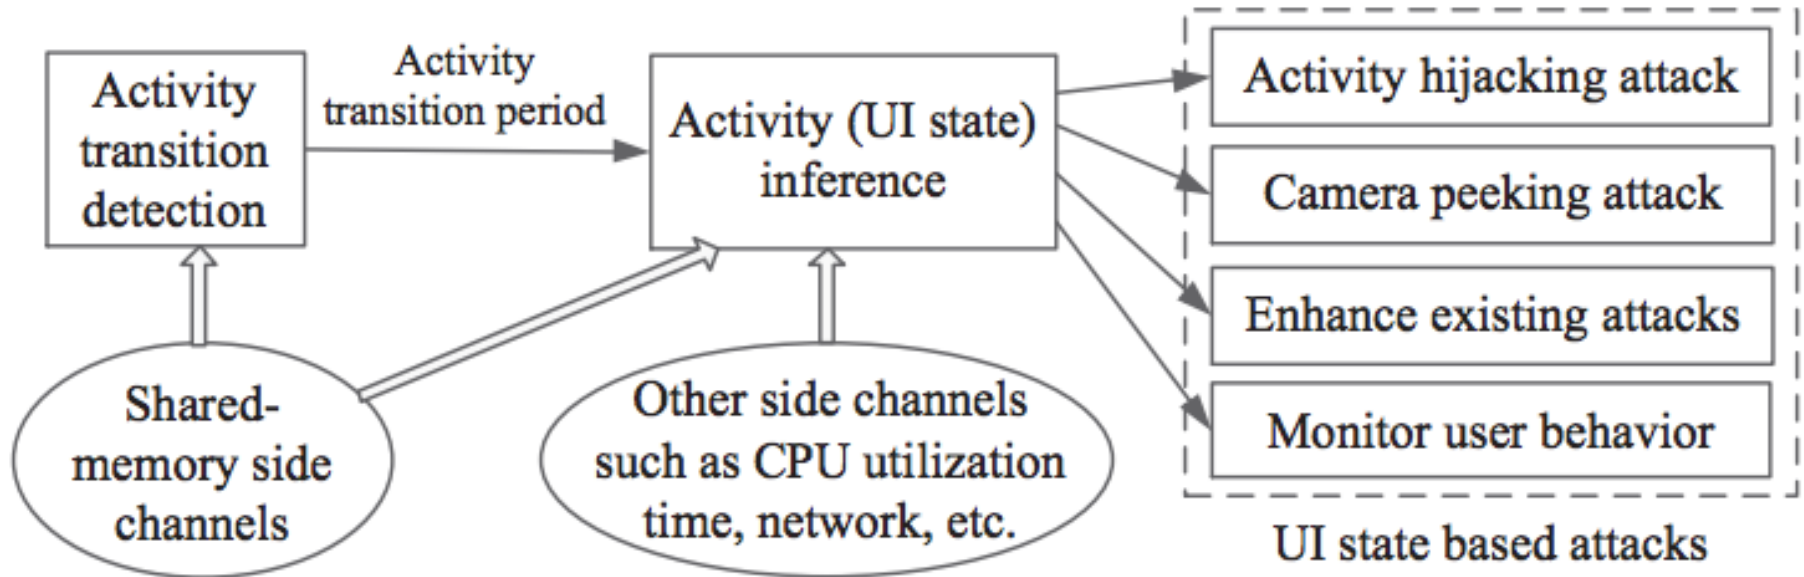 Activity
transition
detection
Activity
transition period
Activity (UI state)
inference
Activity hijacking attack
Camera peeking attack
Enhance existing attacks
Monitor user behavior
Shared-
memory side
channels
Other side channels
such as CPU utilization
time, network, etc.
UI state based attacks